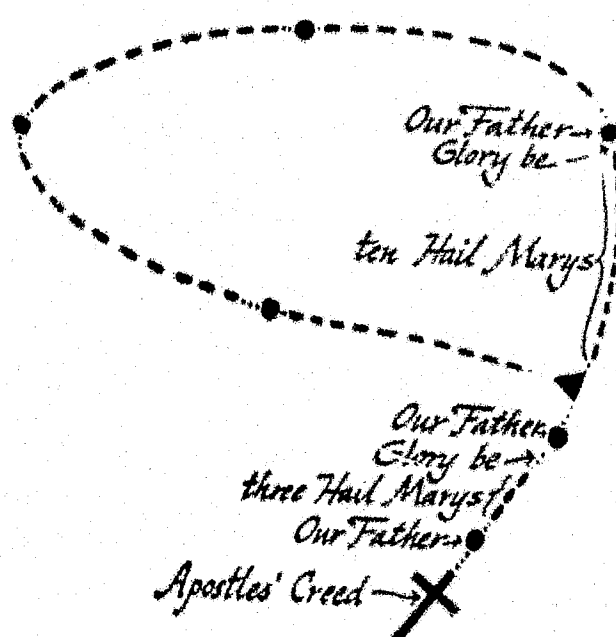 Our Father
Glory be
ten Hail Marys
Our Father
Glory be
three Hail Marys
Our Father
Apostles' Creed